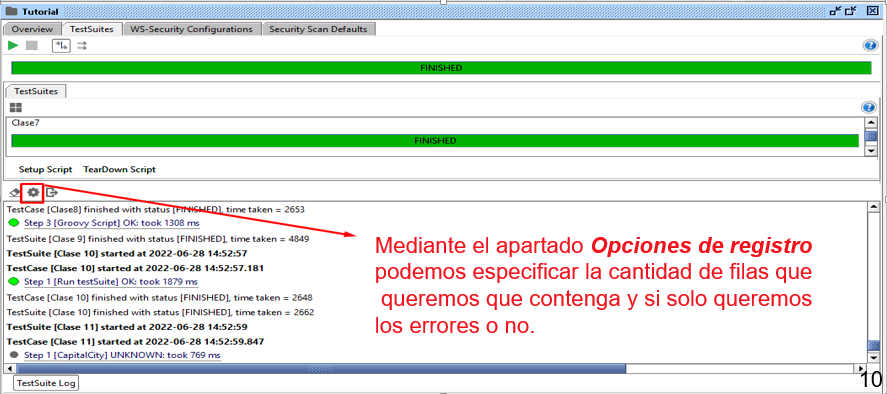 Tutorial
Overview TestSuites WS-Security Configurations Security Scan Defaults
FINISHED
TestSuites
Clase7
FINISHED
Setup Script TearDown Script
TestCase [Clase8] finished with status [FINISHED], time taken = 2653
Step 3 [Groovy Script] OK: took 1308 ms
TestSuite [Clase 9] finished with status [FINISHED], time taken = 4849
TestSuite [Clase 10] started at 2022-06-28 14:52:57
TestCase [Clase 10] started at 2022-06-28 14:52:57.181
Step 1 [Run testSuite] OK: took 1879 ms
TestCase [Clase 10] finished with status [FINISHED], time taken = 2648
TestSuite [Clase 10] finished with status [FINISHED], time taken = 2662
TestSuite [Clase 11] started at 2022-06-28 14:52:59
TestCase [Clase 11] started at 2022-06-28 14:52:59.847
Step 1 [CapitalCity] UNKNOWN: took 769 ms
Mediante el apartado Opciones de registro
podemos especificar la cantidad de filas que
queremos que contenga y si solo queremos
los errores o no.
TestSuite Log
10